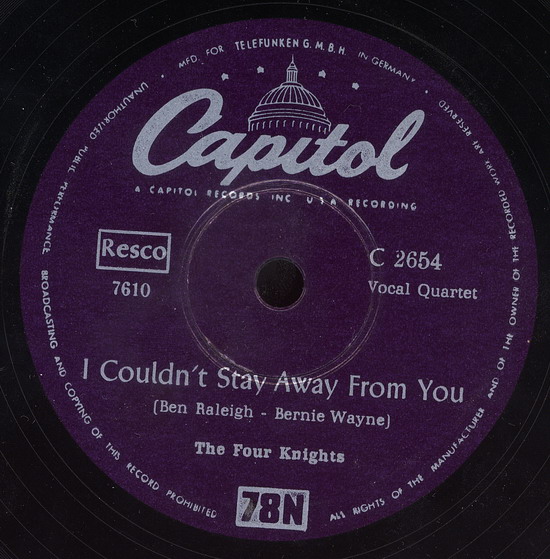 MFD. FOR TELEFUNKEN G.M.B.H. IN GERMANY
ALL RIGHTS OF THE MANUFACTURER AND OF THE OWNER OF THE RECORDED WORK ARE RESERVED
UNAUTHORIZED PUBLIC PERFORMANCE BROADCASTING AND COPYING OF THIS RECORD PROHIBITED
Capitol
A CAPITOL RECORDS INC U S A RECORDING
Resco
7610
C 2654
Vocal Quartet
I Couldn't Stay Away From You
(Ben Raleigh - Bernie Wayne)
The Four Knights
78N